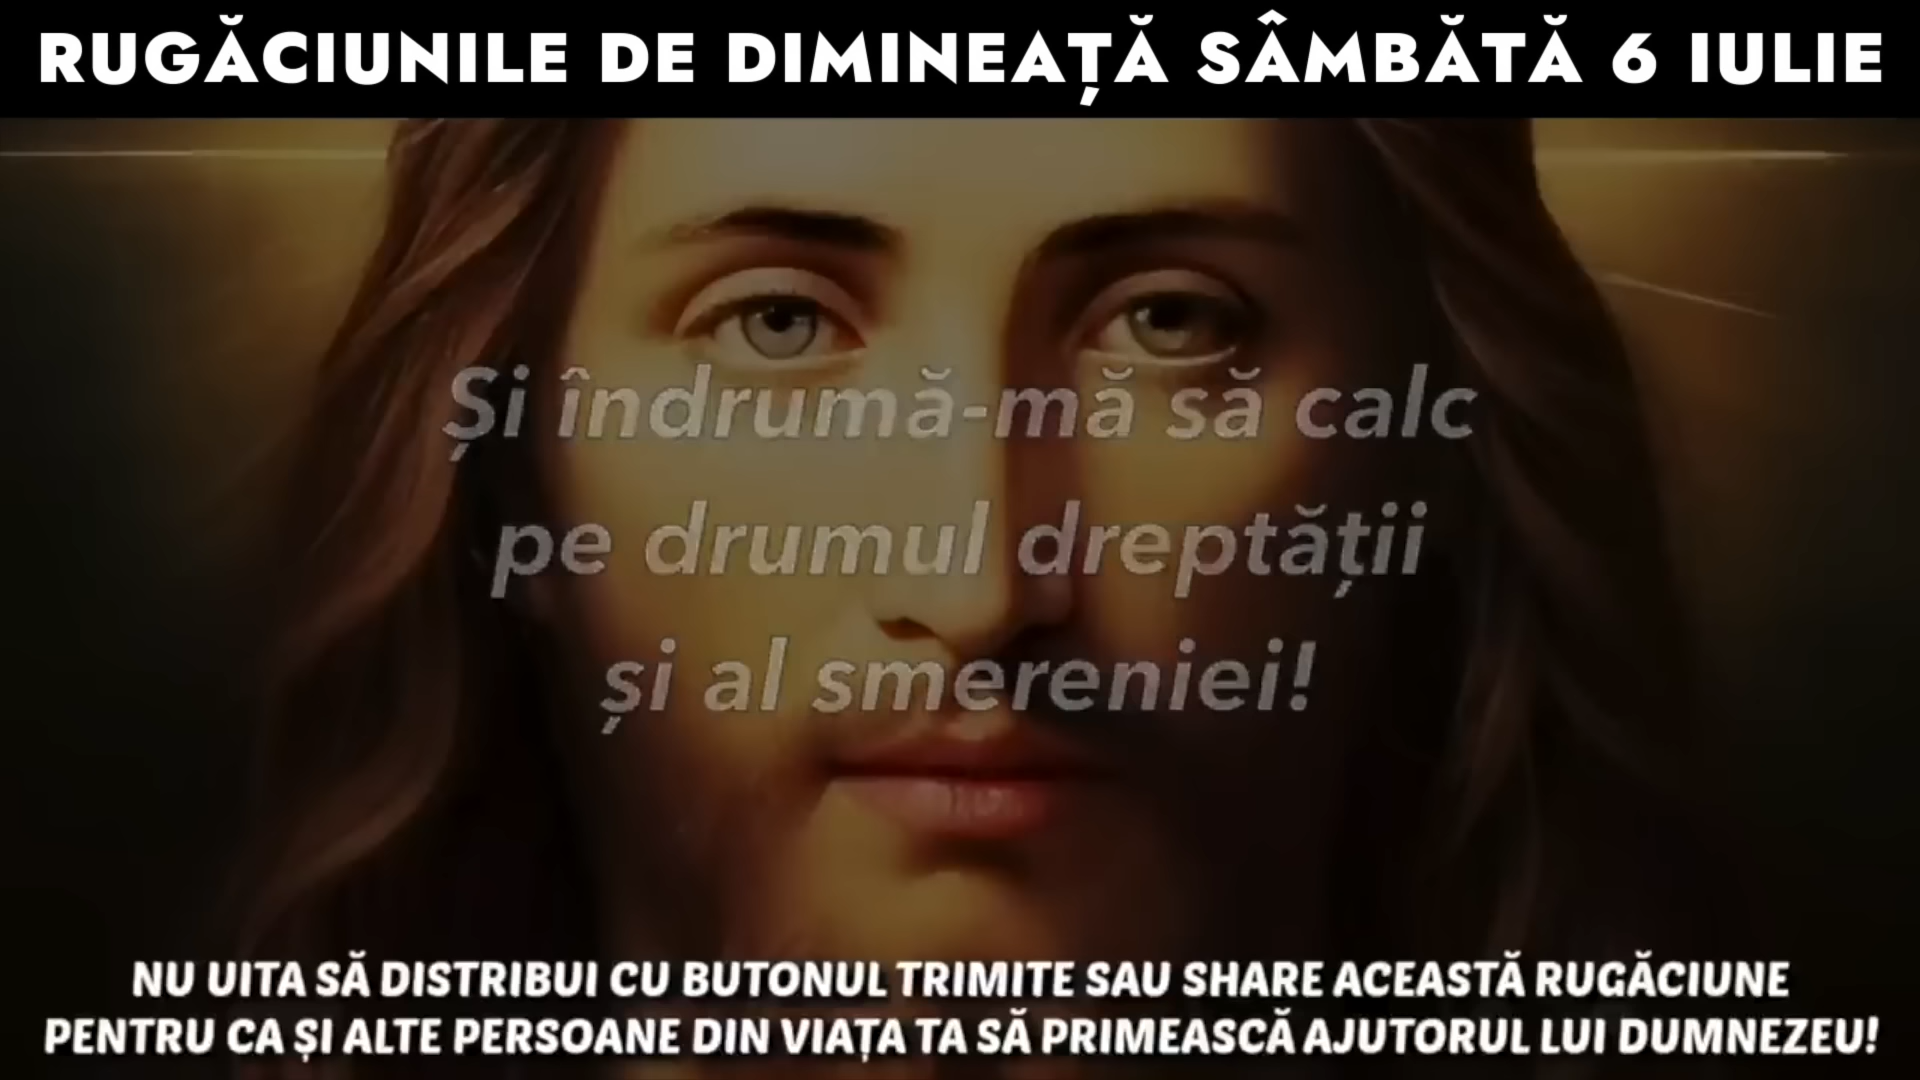 RUGĂCIUNILE DE DIMINEAȚĂ SÂMBĂTĂ 6 IULIE
Și îndrumă-mă să calc
pe drumul dreptății
și al smereniei!
NU UITA SĂ DISTRIBUI CU BUTONUL TRIMITE SAU SHARE ACEASTĂ RUGĂCIUNE
PENTRU CA ȘI ALTE PERSOANE DIN VIAȚA TA SĂ PRIMEASCĂ AJUTORUL LUI DUMNEZEU!